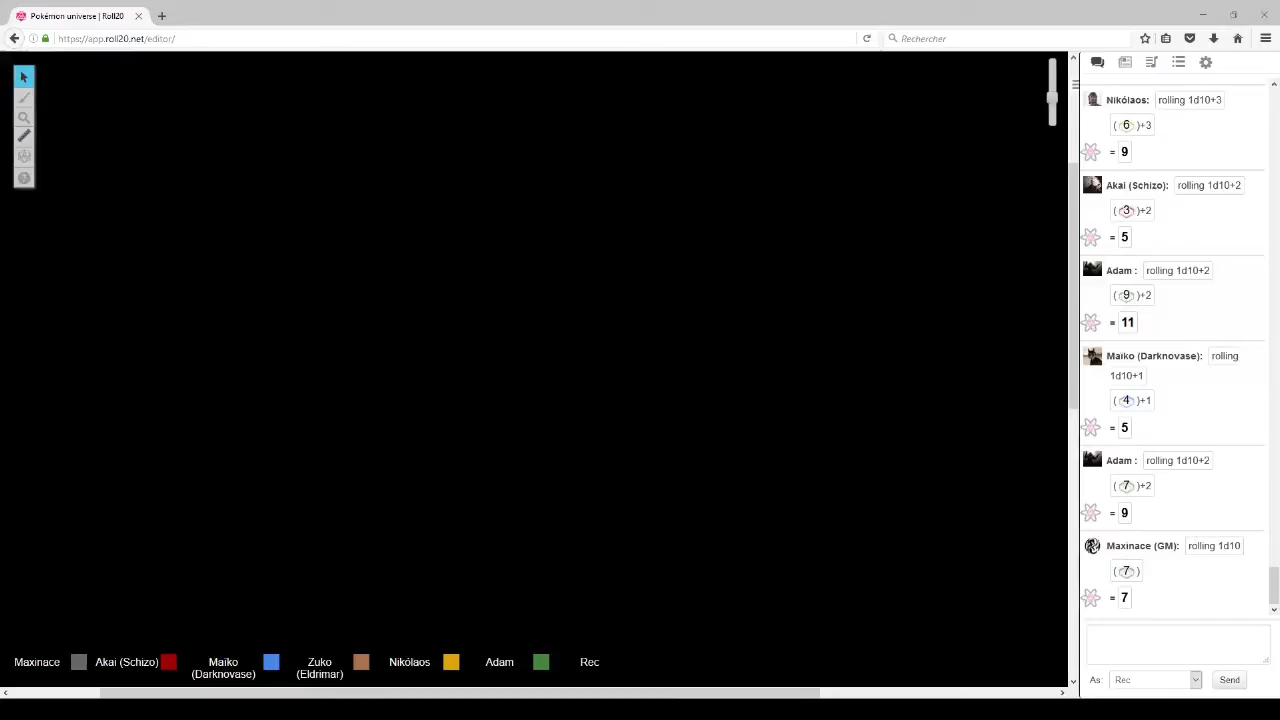 Pokémon universe | Roll20
https://app.roll20.net/editor/
Rechercher
Nikólaos: rolling 1d10+3
(6)+3
= 9
Akai (Schizo): rolling 1d10+2
(3)+2
= 5
Adam : rolling 1d10+2
(9)+2
= 11
Maïko (Darknovase): rolling
1d10+1
(4)+1
= 5
Adam : rolling 1d10+2
(7)+2
= 9
Maxinace (GM): rolling 1d10
(7)
= 7
As: Rec Send
Maxinace Akai (Schizo) Maïko Zuko Nikólaos Adam Rec
(Darknovase) (Eldrimar)